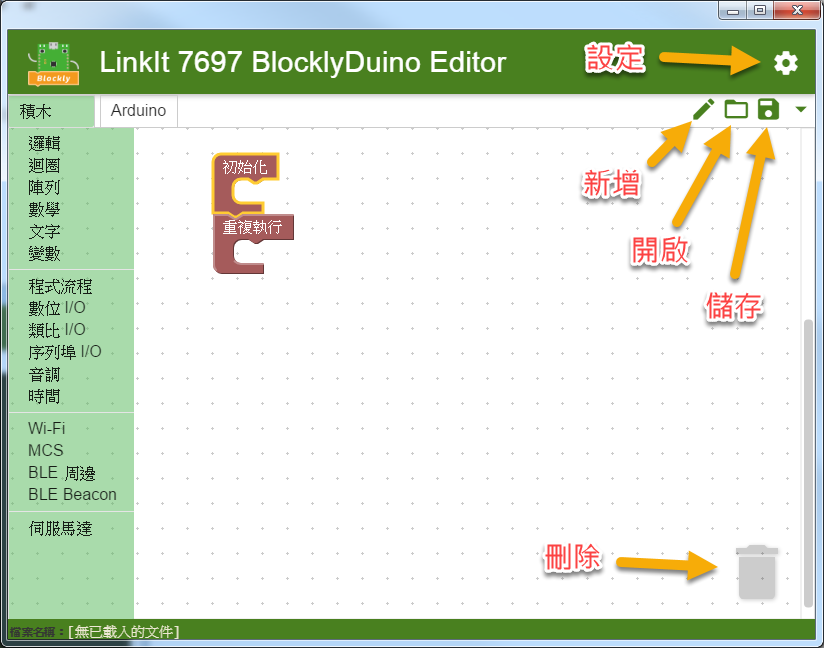 LinkIt 7697 BlocklyDuino Editor
Blockly
設定
積木
Arduino
新增
開啟
儲存
邏輯
迴圈
陣列
數學
文字
變數
初始化
重複執行
程式流程
數位 I/O
類比 I/O
序列埠 I/O
音調
時間
Wi-Fi
MCS
BLE 周邊
BLE Beacon
伺服馬達
刪除
檔案名稱：[無已載入的文件]